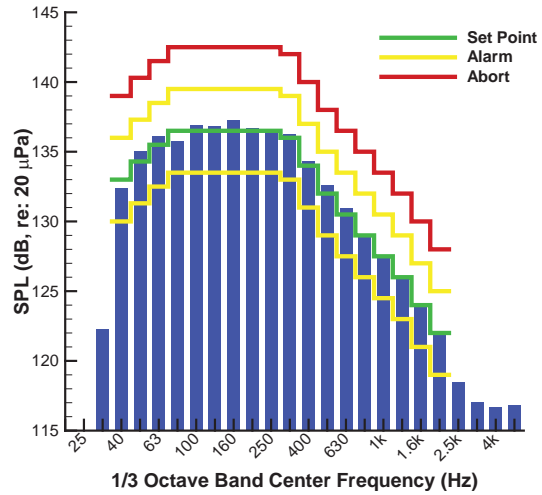 Set Point
Alarm
Abort
145
140
135
130
125
120
115
SPL (dB, re: 20 μPa)
25 40 63 100 160 250 400 630 1k 1.6k 2.5k 4k
1/3 Octave Band Center Frequency (Hz)